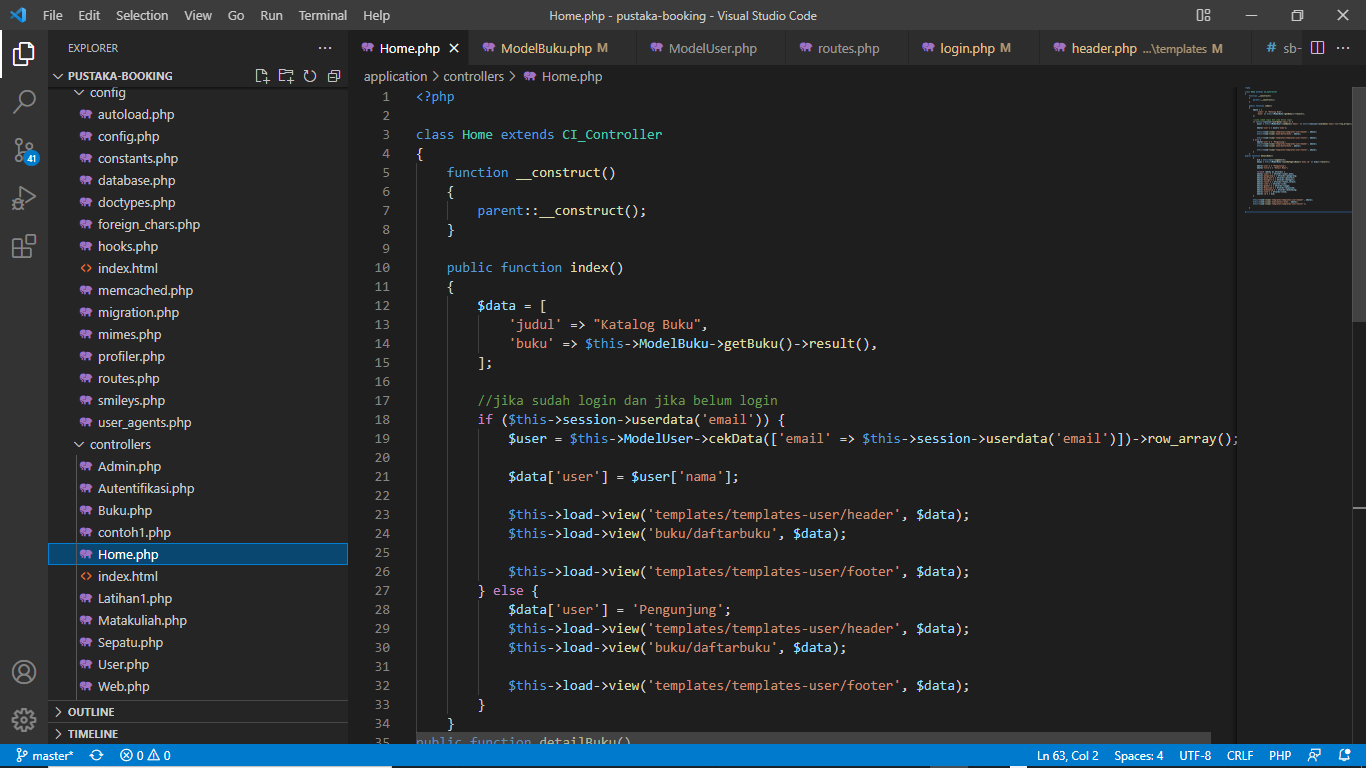 File Edit Selection View Go Run Terminal Help
Home.php - pustaka-booking - Visual Studio Code
EXPLORER
PUSTAKA-BOOKING
config
autoload.php
config.php
constants.php
database.php
doctypes.php
foreign_chars.php
hooks.php
index.html
memcached.php
migration.php
mimes.php
profiler.php
routes.php
smileys.php
user_agents.php
controllers
Admin.php
Autentifikasi.php
Buku.php
contoh1.php
Home.php
index.html
Latihan1.php
Matakuliah.php
Sepatu.php
User.php
Web.php
OUTLINE
TIMELINE
41
Home.php ModelBuku.php M ModelUser.php routes.php login.php M header.php ...\templates M # sb-
application > controllers > Home.php
1 <?php
2
3 class Home extends CI_Controller
4 {
5 function __construct()
6 {
7 parent::__construct();
8 }
9
10 public function index()
11 {
12 $data = [
13 'judul' => "Katalog Buku",
14 'buku' => $this->ModelBuku->getBuku()->result(),
15 ];
16
17 //jika sudah login dan jika belum login
18 if ($this->session->userdata('email')) {
19 $user = $this->ModelUser->cekData(['email' => $this->session->userdata('email')])->row_array();
20
21 $data['user'] = $user['nama'];
22
23 $this->load->view('templates/templates-user/header', $data);
24 $this->load->view('buku/daftarbuku', $data);
25
26 $this->load->view('templates/templates-user/footer', $data);
27 } else {
28 $data['user'] = 'Pengunjung';
29 $this->load->view('templates/templates-user/header', $data);
30 $this->load->view('buku/daftarbuku', $data);
31
32 $this->load->view('templates/templates-user/footer', $data);
33 }
34 }
35 public function detailBuku()
master* 0 0 Ln 63, Col 2 Spaces: 4 UTF-8 CRLF PHP